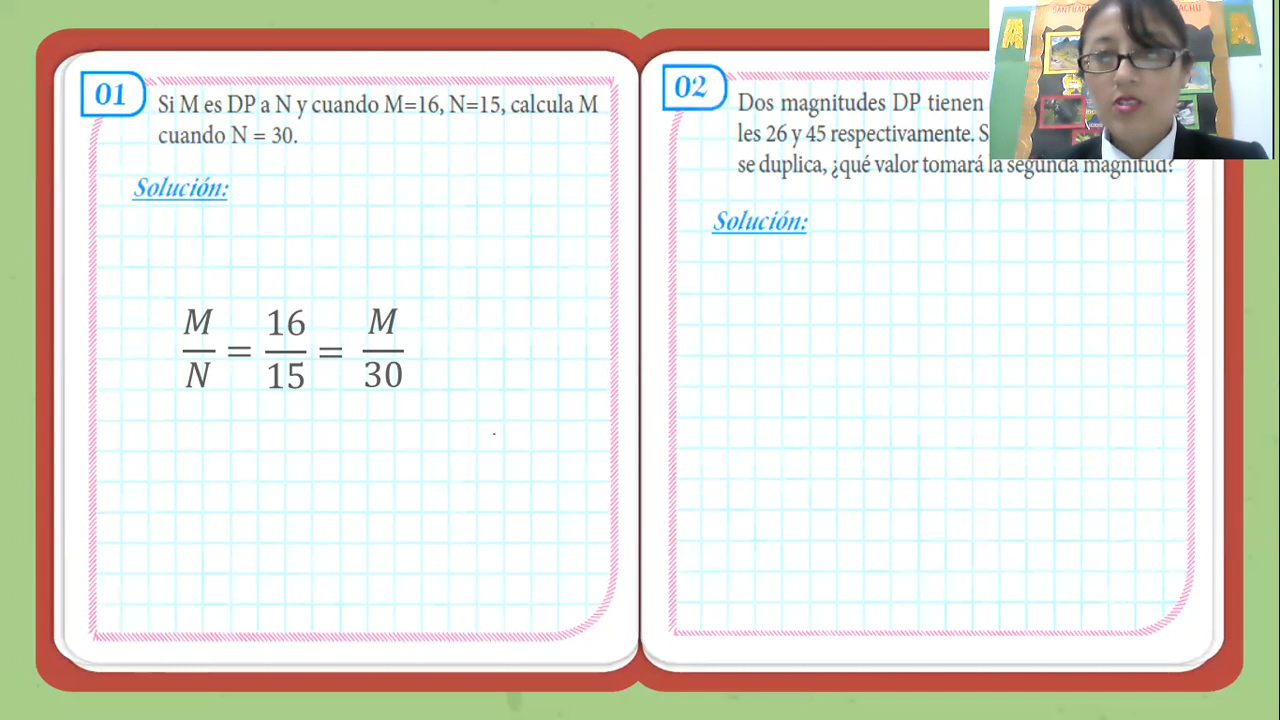 01
Si M es DP a N y cuando M=16, N=15, calcula M
cuando N = 30.
Solución:
M/N = 16/15 = M/30
02
Dos magnitudes DP tienen
les 26 y 45 respectivamente. S
se duplica, ¿qué valor tomará la segunda magnitud?
Solución: